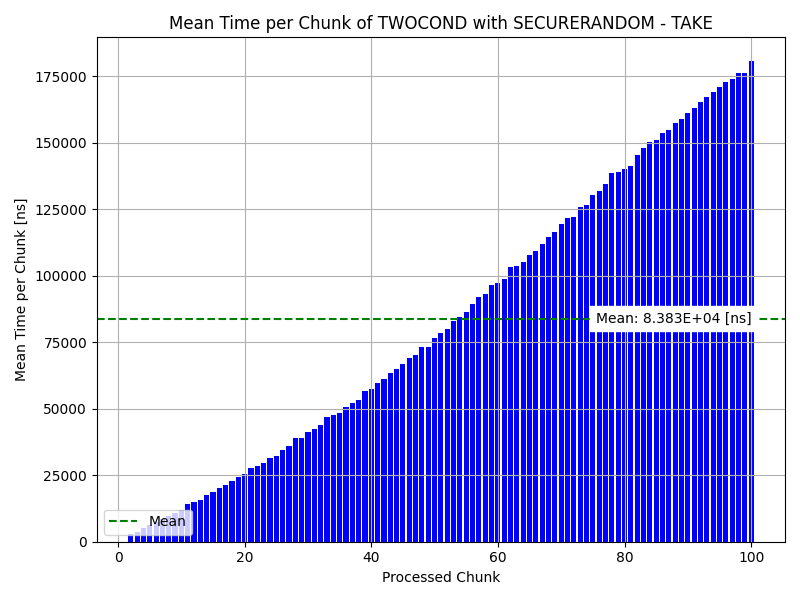 Mean Time per Chunk of TWOCOND with SECURERANDOM - TAKE
Mean Time per Chunk [ns]
175000
150000
125000
100000
75000
50000
25000
0
Mean: 8.383E+04 [ns]
Mean
0 20 40 60 80 100
Processed Chunk